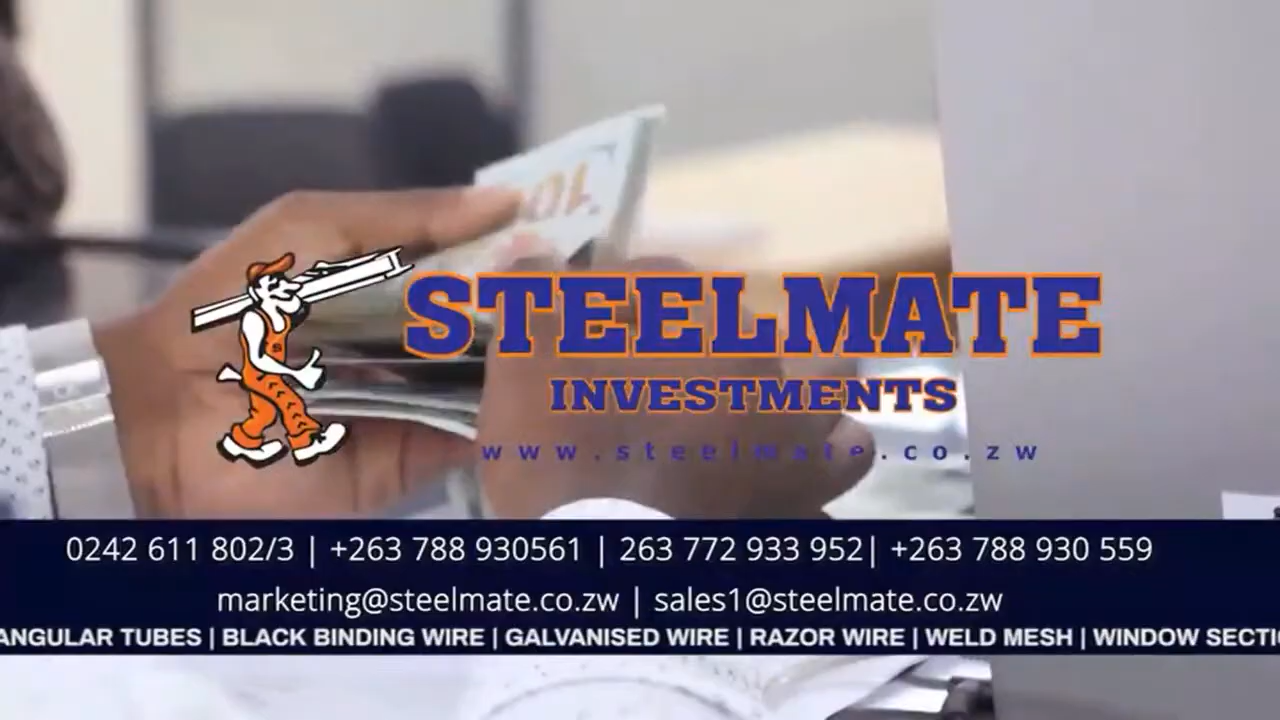 STEELMATE
INVESTMENTS
www.steelmate.co.zw
0242 611 802/3 | +263 788 930561 | 263 772 933 952| +263 788 930 559
marketing@steelmate.co.zw | sales1@steelmate.co.zw
ANGULAR TUBES | BLACK BINDING WIRE | GALVANISED WIRE | RAZOR WIRE | WELD MESH | WINDOW SECTIO